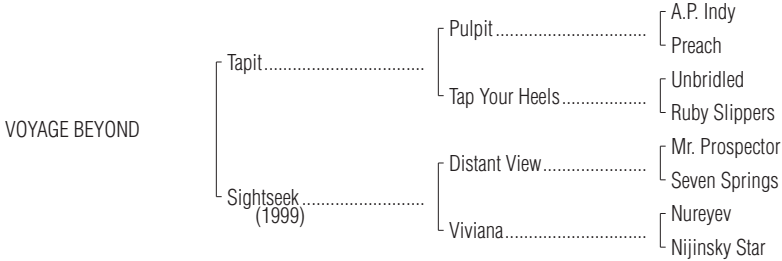 A.P. Indy
Pulpit
Preach
Tapit
Unbridled
Tap Your Heels
Ruby Slippers
VOYAGE BEYOND
Mr. Prospector
Distant View
Seven Springs
Sightseek
(1999)
Nureyev
Viviana
Nijinsky Star